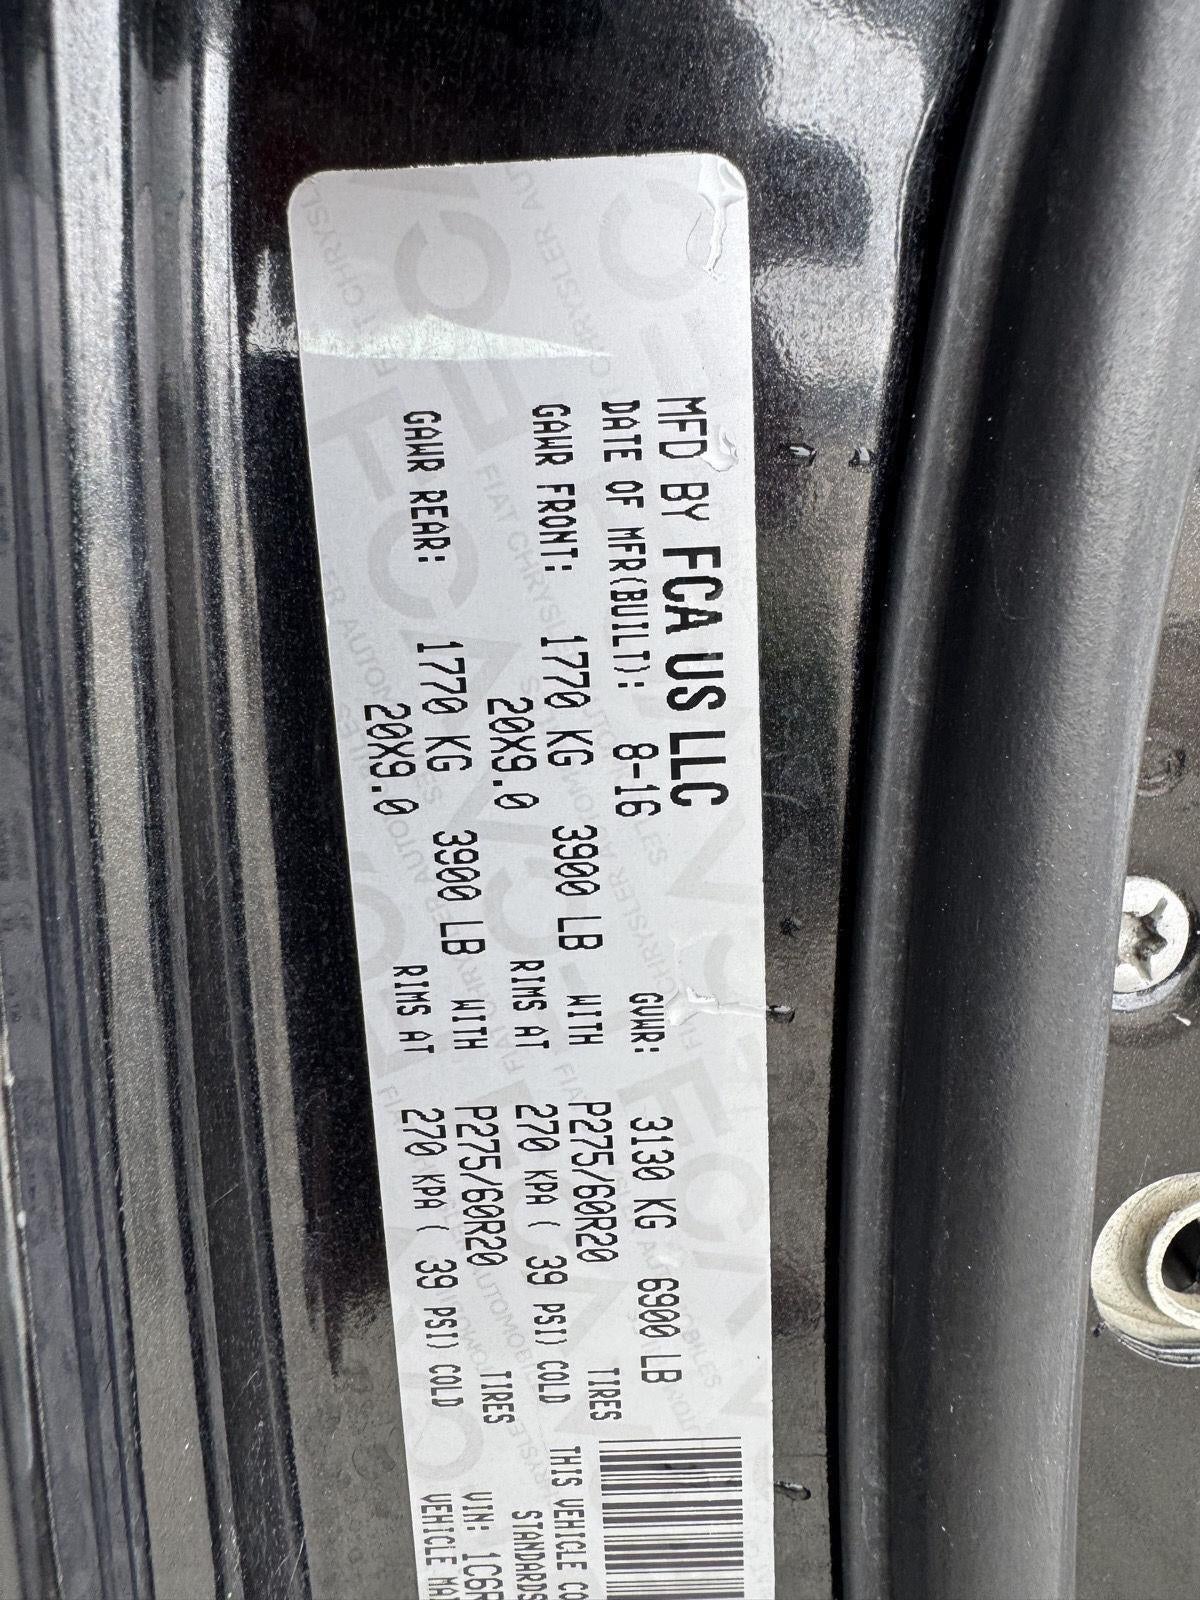 MFD BY FCA US LLC
DATE OF MFR(BUILT): 8-16 GVWR: 3130 KG 6900 LB
GAWR FRONT: 1770 KG 3900 LB WITH P275/60R20 TIRES
20X9.0 RIMS AT 270 KPA ( 39 PSI) COLD
GAWR REAR: 1770 KG 3900 LB WITH P275/60R20 TIRES
20X9.0 RIMS AT 270 KPA ( 39 PSI) COLD
THIS VEHICLE CO
STANDARDS
VIN: 1C6R
VEHICLE MA